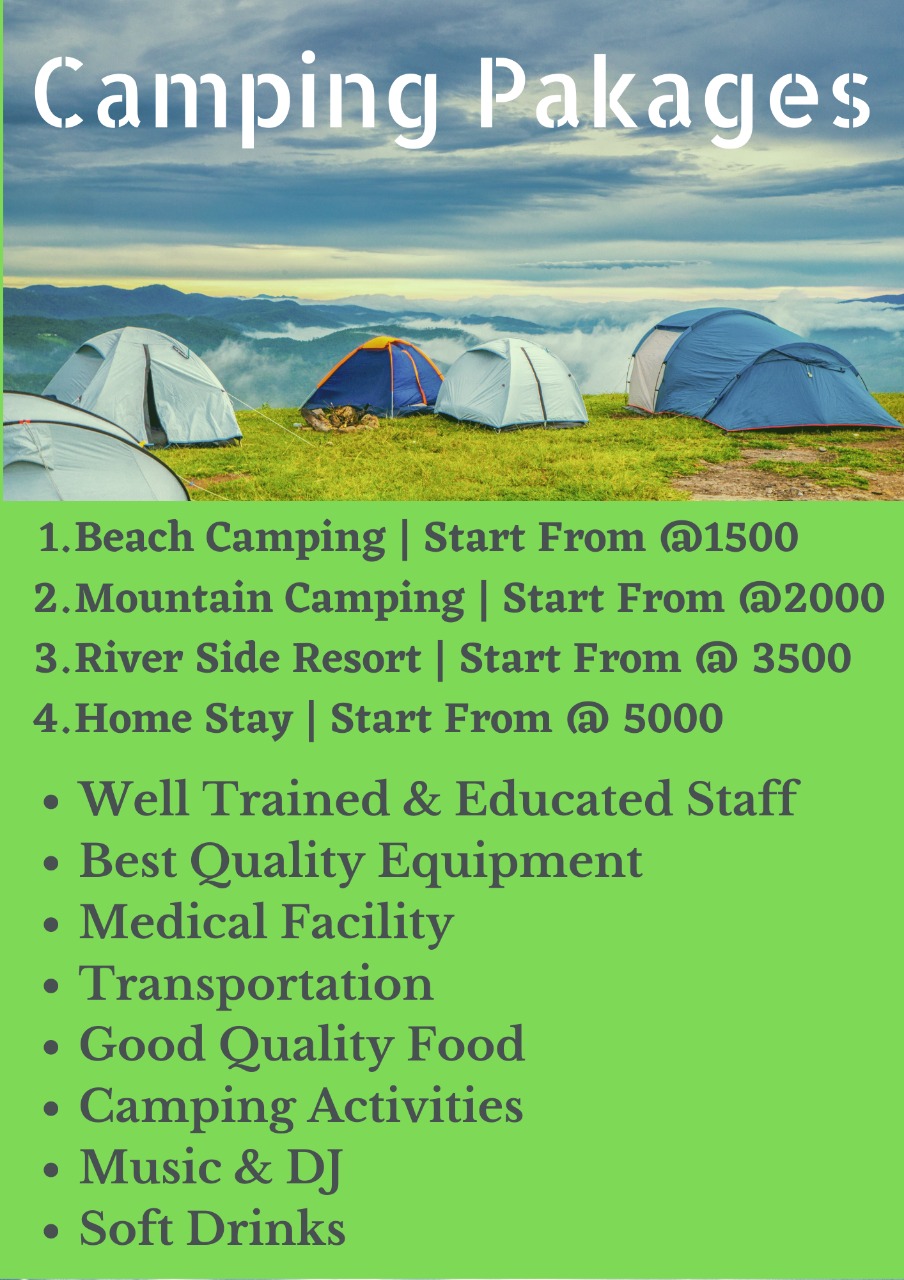 Camping Pakages
1. Beach Camping | Start From @1500
2. Mountain Camping | Start From @2000
3. River Side Resort | Start From @ 3500
4. Home Stay | Start From @ 5000
• Well Trained & Educated Staff
• Best Quality Equipment
• Medical Facility
• Transportation
• Good Quality Food
• Camping Activities
• Music & DJ
• Soft Drinks